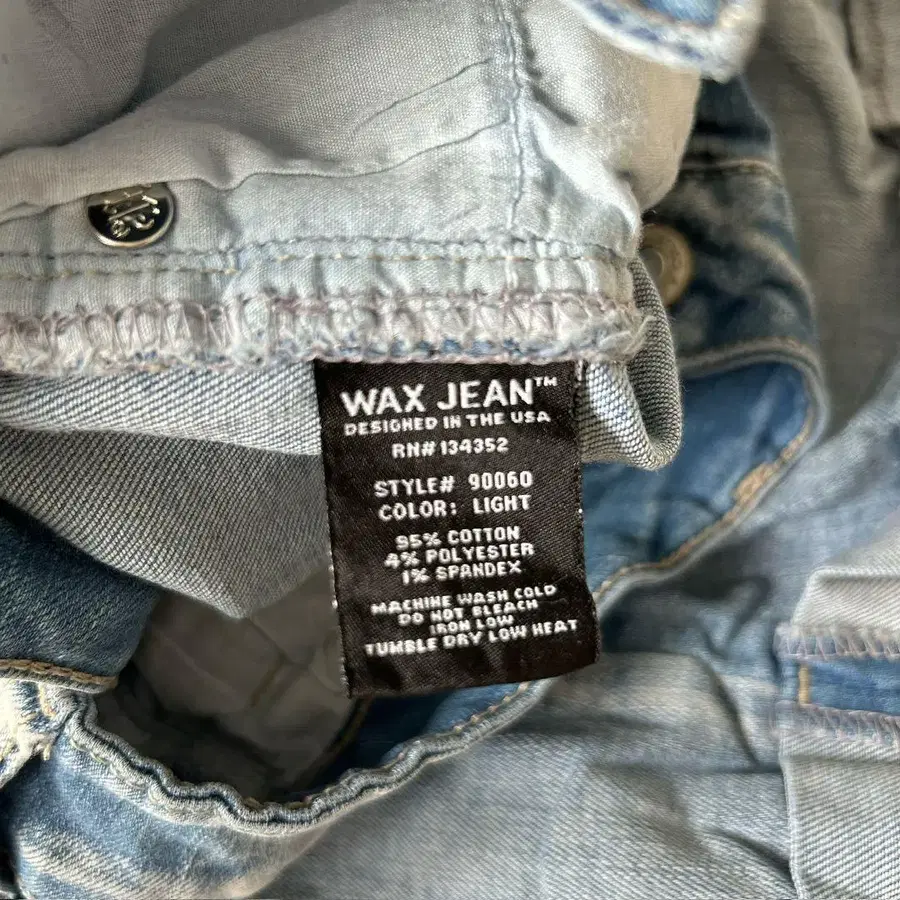 WAX JEAN™
DESIGNED IN THE USA
RN# 134352
STYLE# 90060
COLOR: LIGHT
95% COTTON
4% POLYESTER
1% SPANDEX
MACHINE WASH COLD
DO NOT BLEACH
IRON LOW
TUMBLE DRY LOW HEAT